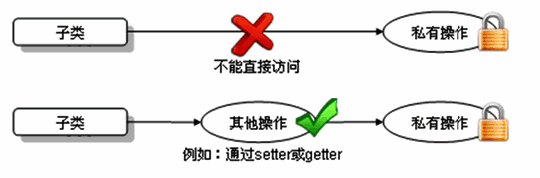 子类
私有操作
不能直接访问
子类
其他操作
私有操作
例如：通过setter或getter